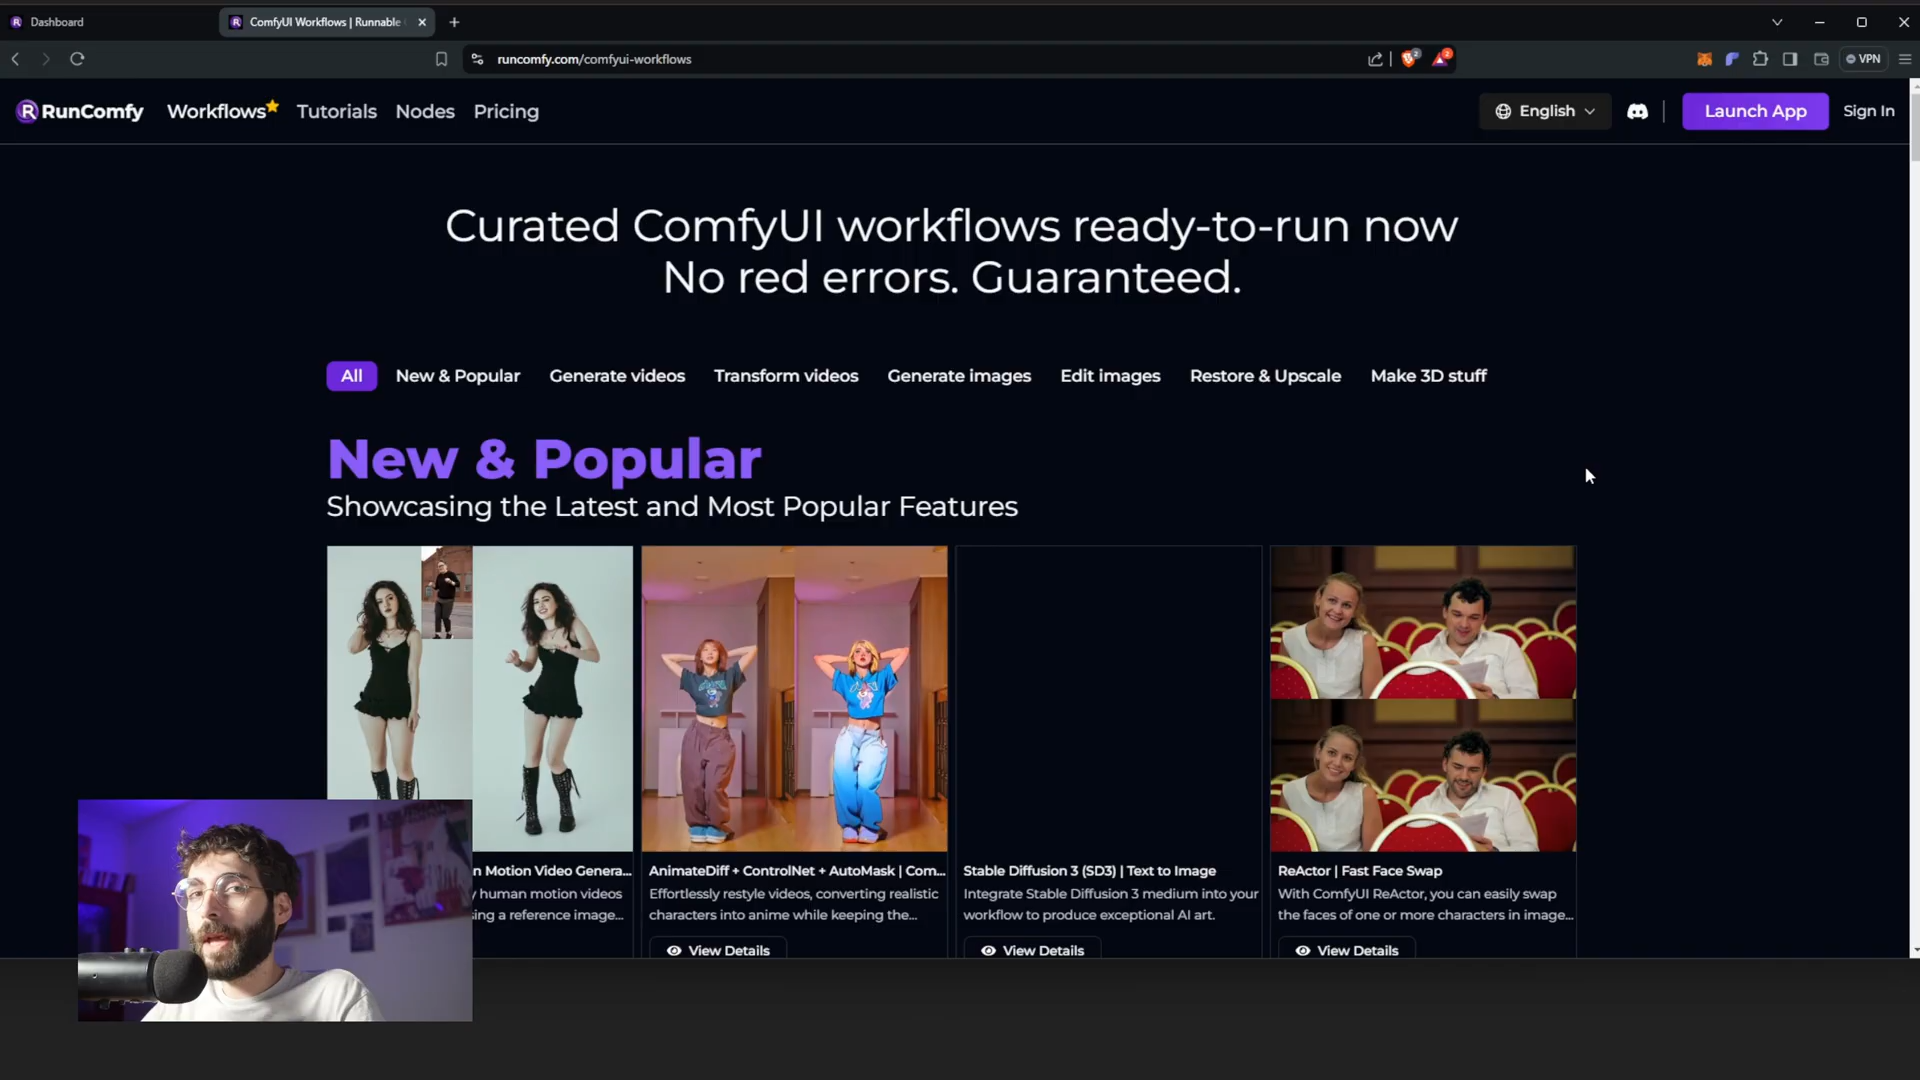 Dashboard
ComfyUI Workflows | Runnable
runcomfy.com/comfyui-workflows
2
2
VPN
R RunComfy
Workflows
Tutorials
Nodes
Pricing
English
Launch App
Sign In
Curated ComfyUI workflows ready-to-run now
No red errors. Guaranteed.
All
New & Popular
Generate videos
Transform videos
Generate images
Edit images
Restore & Upscale
Make 3D stuff
New & Popular
Showcasing the Latest and Most Popular Features
n Motion Video Genera...
y human motion videos
ing a reference image...
AnimateDiff + ControlNet + AutoMask | Com...
Effortlessly restyle videos, converting realistic
characters into anime while keeping the...
View Details
Stable Diffusion 3 (SD3) | Text to Image
Integrate Stable Diffusion 3 medium into your
workflow to produce exceptional AI art.
View Details
ReActor | Fast Face Swap
With ComfyUI ReActor, you can easily swap
the faces of one or more characters in image...
View Details